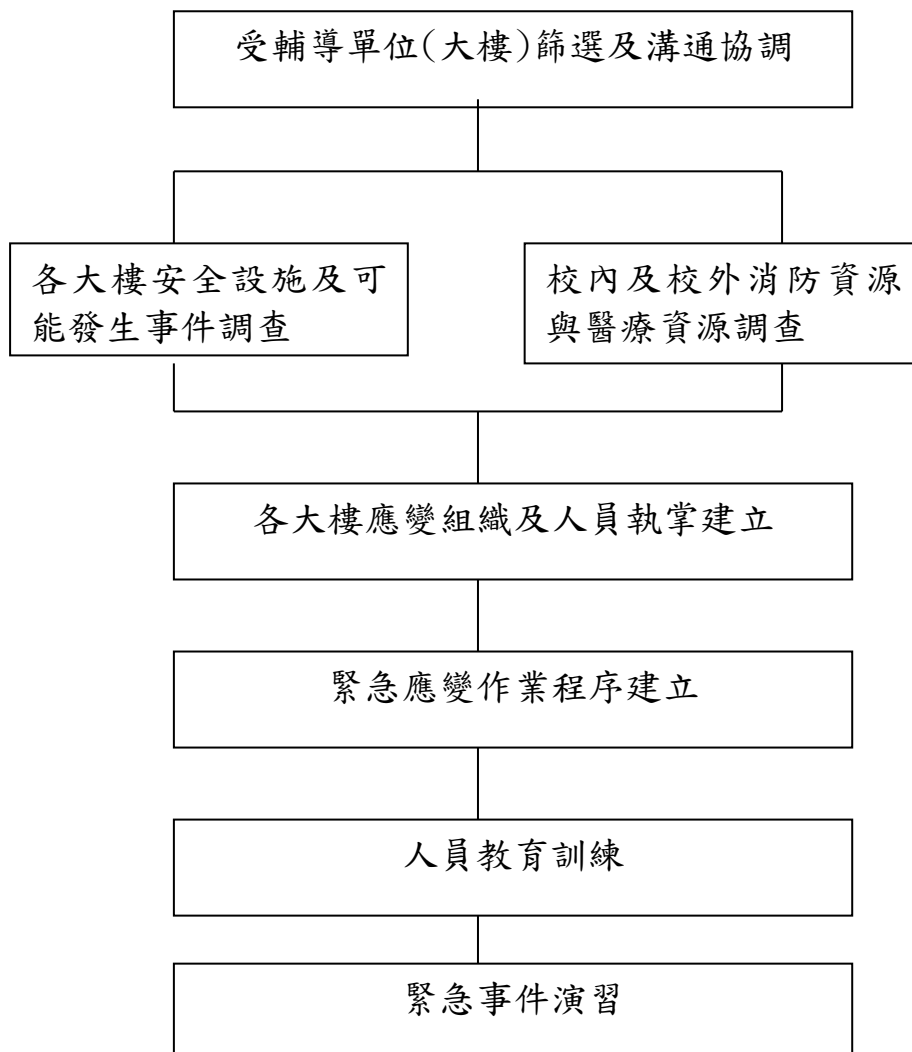 受輔導單位(大樓)篩選及溝通協調
各大樓安全設施及可
能發生事件調查
校內及校外消防資源
與醫療資源調查
各大樓應變組織及人員執掌建立
緊急應變作業程序建立
人員教育訓練
緊急事件演習